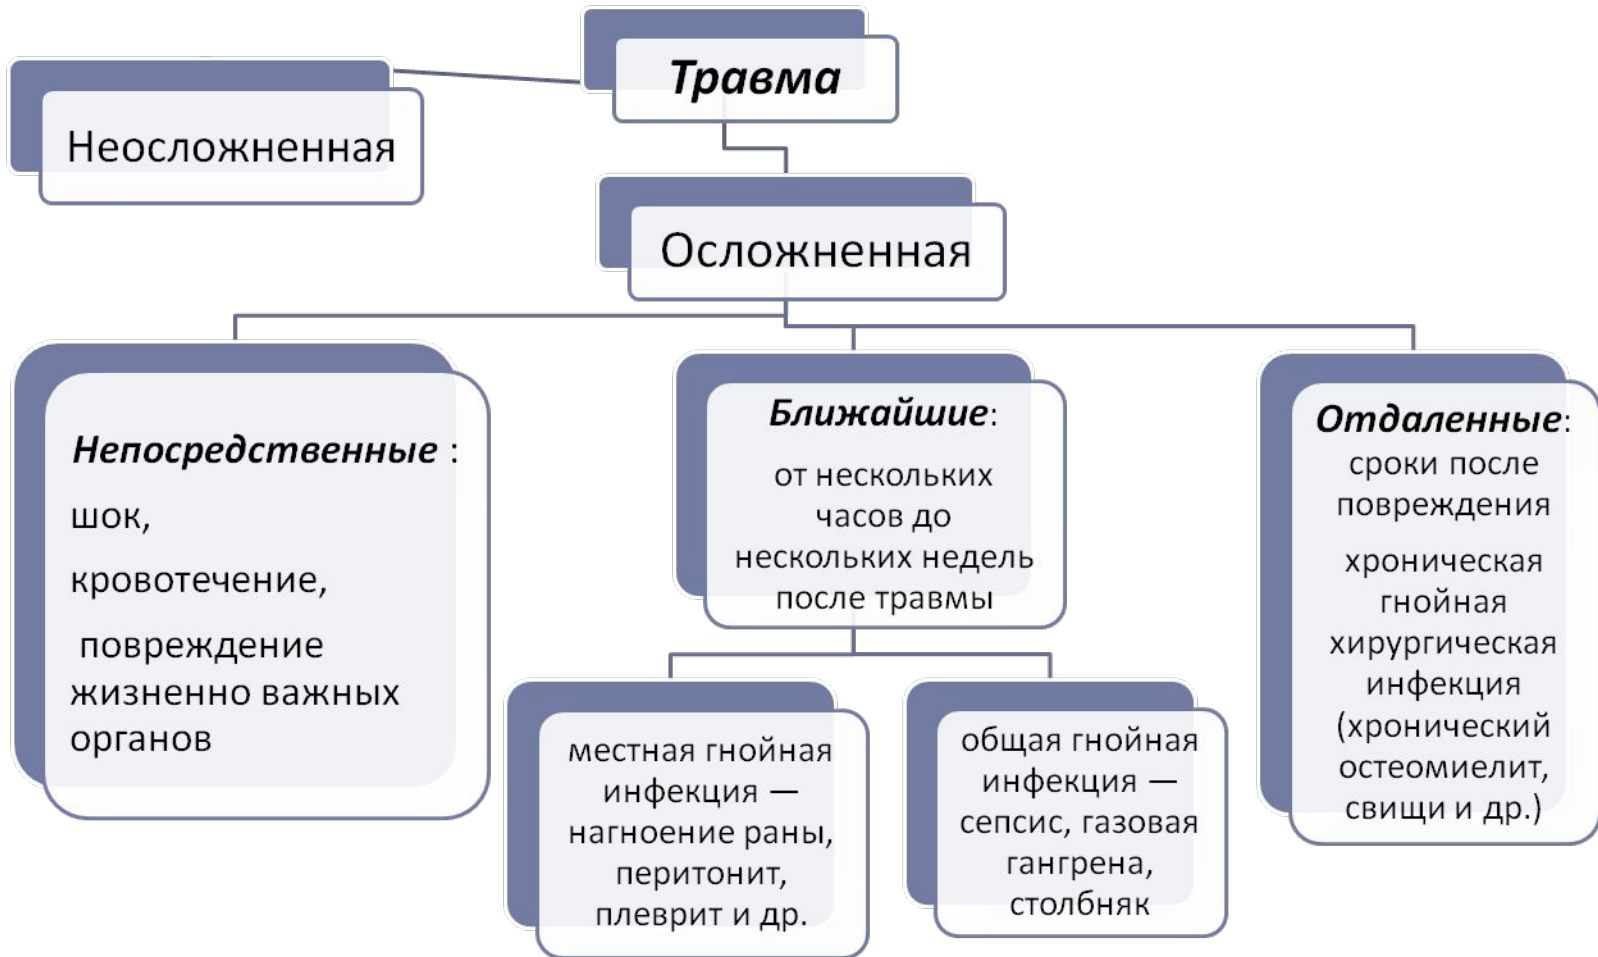 Травма
Неосложненная
Осложненная
Непосредственные :
шок,
кровотечение,
повреждение
жизненно важных
органов
Ближайшие:
от нескольких
часов до
нескольких недель
после травмы
местная гнойная
инфекция —
нагноение раны,
перитонит,
плеврит и др.
общая гнойная
инфекция —
сепсис, газовая
гангрена,
столбняк
Отдаленные:
сроки после
повреждения
хроническая
гнойная
хирургическая
инфекция
(хронический
остеомиелит,
свищи и др.)